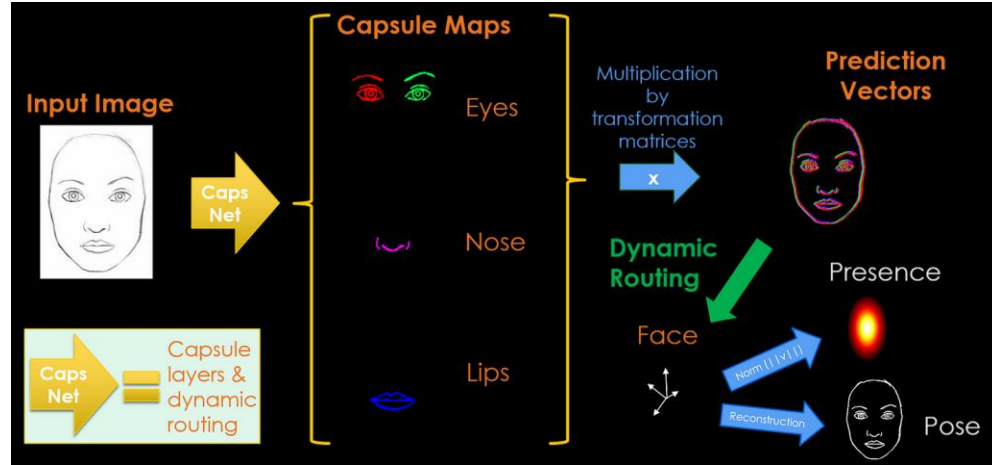 Capsule Maps
Input Image
Caps
Net
Eyes
Nose
Lips
Multiplication
by
transformation
matrices
x
Prediction
Vectors
Dynamic
Routing
Face
Presence
Norm (||v||)
Reconstruction
Pose
Caps
Net
Capsule
layers &
dynamic
routing